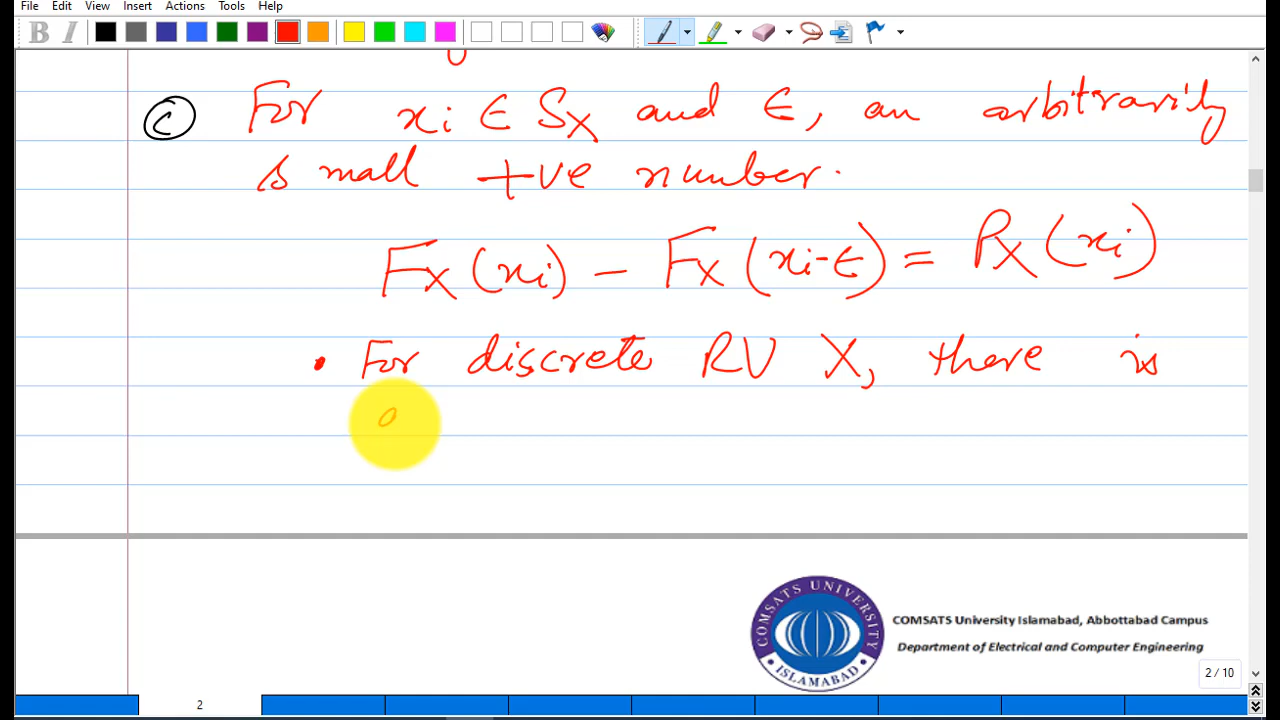 File Edit View Insert Actions Tools Help
B I
c For xi ∈ Sx and ∈, an arbitrarily
small +ve number.
Fx (xi) - Fx (xi-∈) = Px (xi)
• For discrete RV X, there is
a
COMSATS UNIVERSITY
ISLAMABAD
COMSATS University Islamabad, Abbottabad Campus
Department of Electrical and Computer Engineering
2 / 10
2